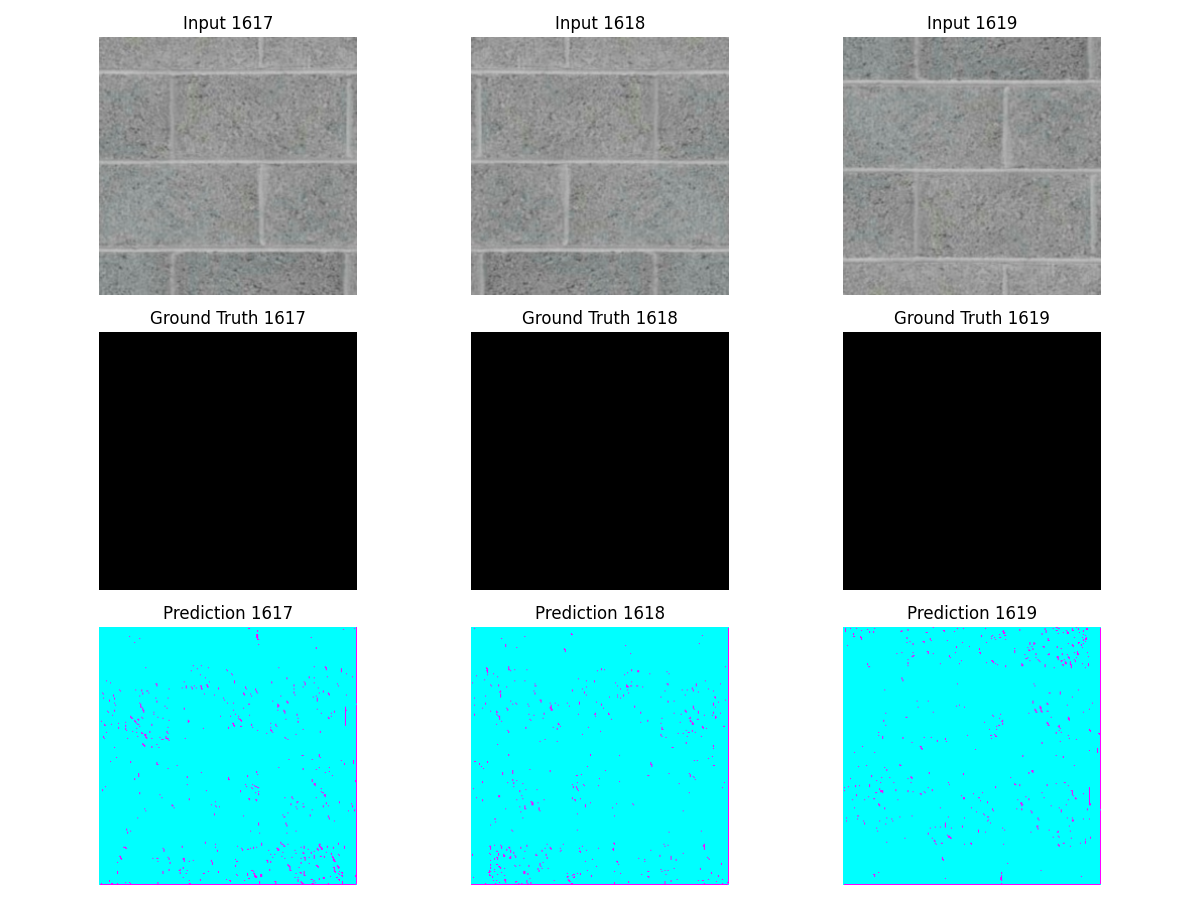 Input 1617
Input 1618
Input 1619
Ground Truth 1617
Ground Truth 1618
Ground Truth 1619
Prediction 1617
Prediction 1618
Prediction 1619